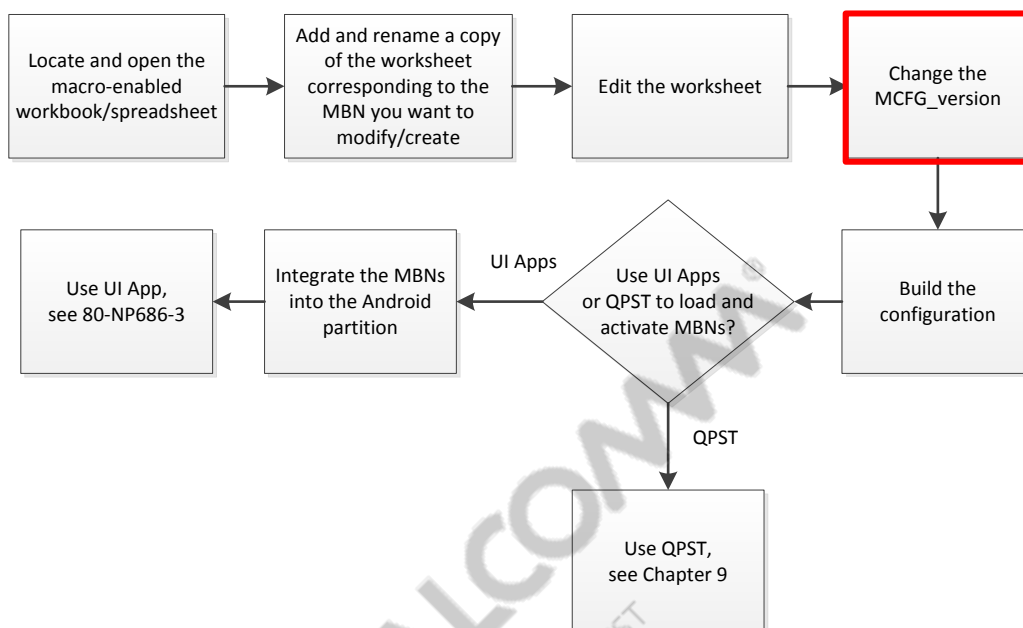 Locate and open the
macro-enabled
workbook/spreadsheet
Add and rename a copy
of the worksheet
corresponding to the
MBN you want to
modify/create
Edit the worksheet
Change the
MCFG_version
Use UI App,
see 80-NP686-3
Integrate the MBNs
into the Android
partition
UI Apps
Use UI Apps
or QPST to load and
activate MBNs?
Build the
configuration
QPST
Use QPST,
see Chapter 9